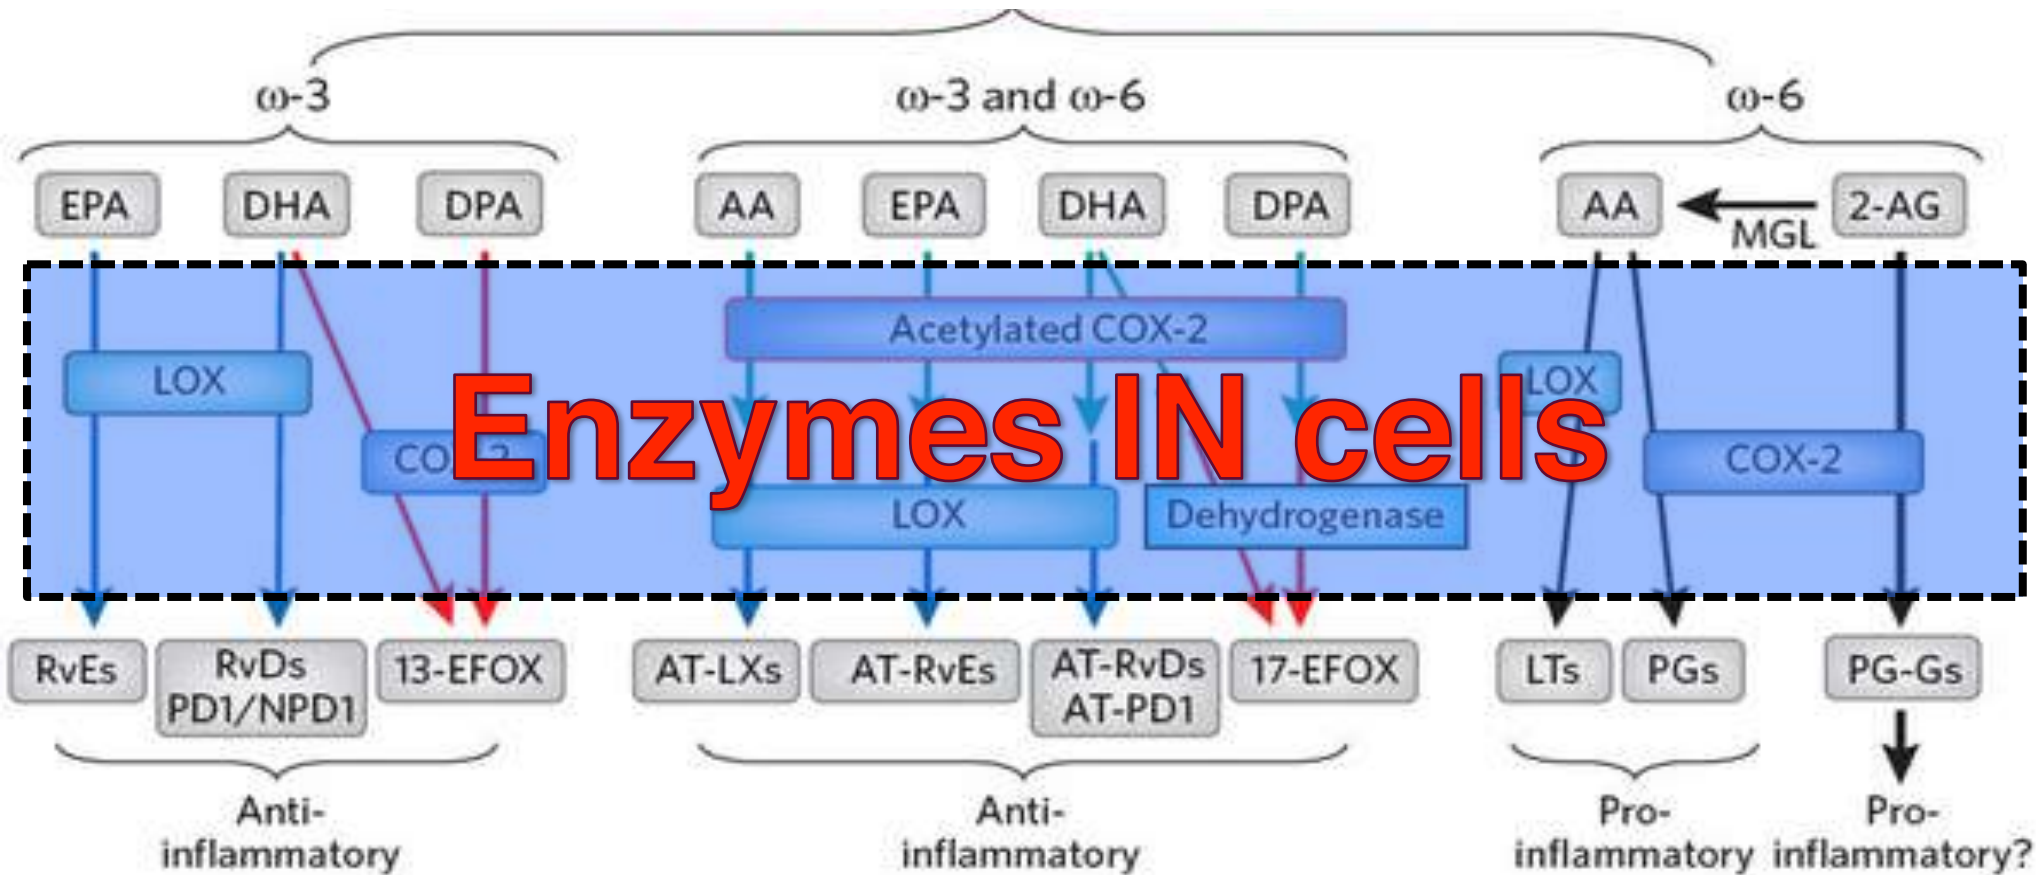 ω-3
ω-3 and ω-6
ω-6
EPA
DHA
DPA
AA
EPA
DHA
DPA
AA
2-AG
MGL
Acetylated COX-2
LOX
LOX
COX-2
Enzymes IN cells
COX-2
LOX
Dehydrogenase
RvEs
RvDs
PD1/NPD1
13-EFOX
AT-LXs
AT-RvEs
AT-RvDs
AT-PD1
17-EFOX
LTs
PGs
PG-Gs
Anti-
inflammatory
Anti-
inflammatory
Pro-
inflammatory
Pro-
inflammatory?